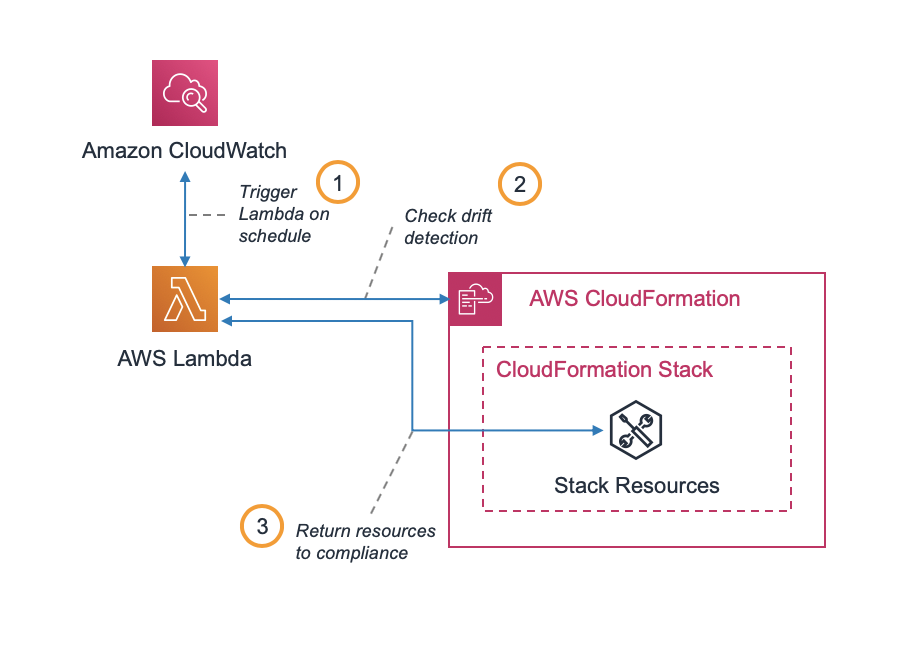 Amazon CloudWatch
1
Trigger
Lambda on
schedule
2
Check drift
detection
AWS Lambda
AWS CloudFormation
CloudFormation Stack
Stack Resources
3
Return resources
to compliance